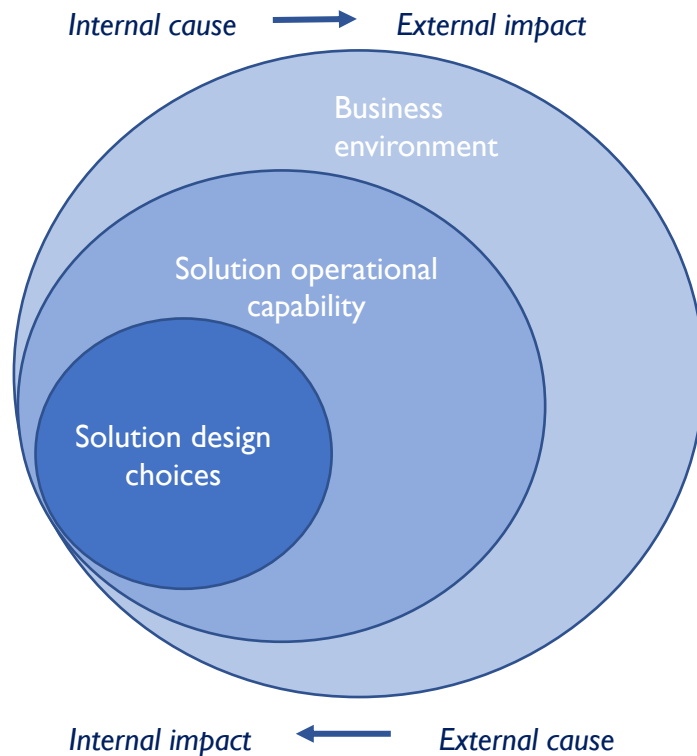 Internal cause External impact
Business
environment
Solution operational
capability
Solution design
choices
Internal impact External cause